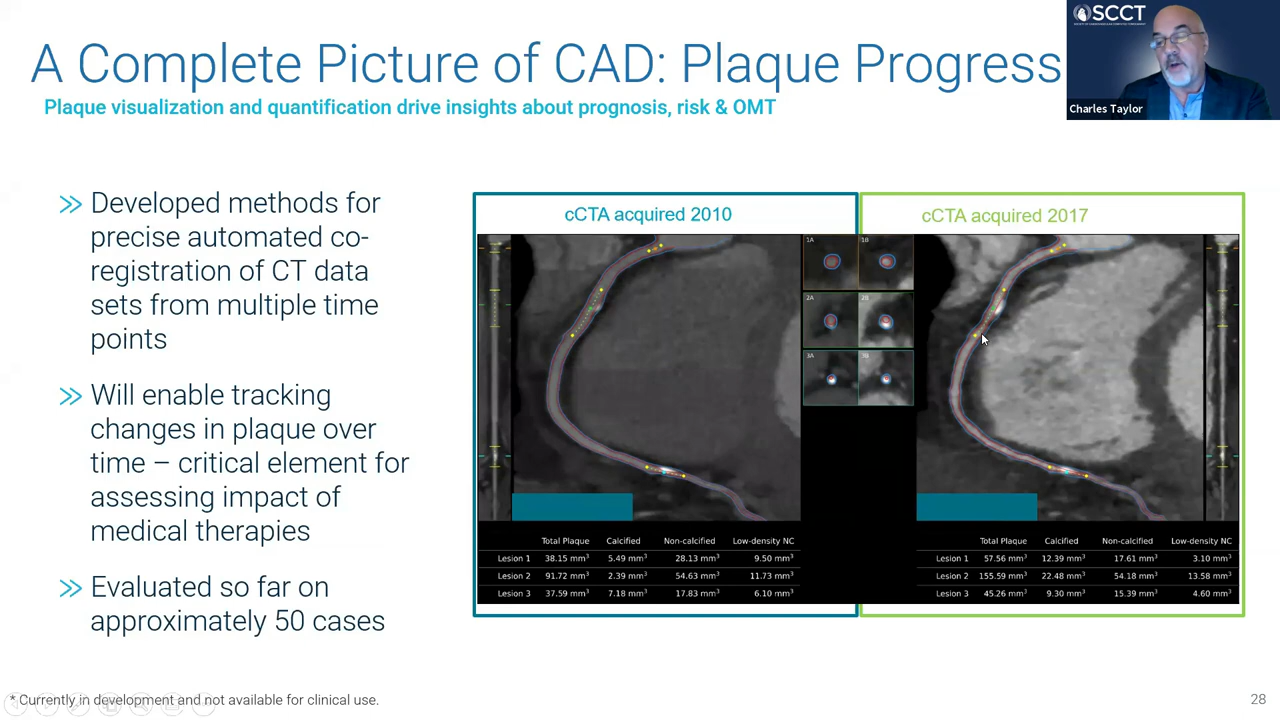 A Complete Picture of CAD: Plaque Progress
Plaque visualization and quantification drive insights about prognosis, risk & OMT
SCCT
Charles Taylor
>> Developed methods for
precise automated co-
registration of CT data
sets from multiple time
points
>> Will enable tracking
changes in plaque over
time – critical element for
assessing impact of
medical therapies
>> Evaluated so far on
approximately 50 cases
cCTA acquired 2010
cCTA acquired 2017
1A 1B
2A 2B
3A 3B
Total Plaque Calcified Non-calcified Low-density NC
Lesion 1 38.15 mm³ 5.49 mm³ 28.13 mm³ 9.50 mm³
Lesion 2 91.72 mm³ 2.39 mm³ 54.63 mm³ 11.73 mm³
Lesion 3 37.59 mm³ 7.18 mm³ 17.83 mm³ 6.10 mm³
Total Plaque Calcified Non-calcified Low-density NC
Lesion 1 57.56 mm³ 12.39 mm³ 17.61 mm³ 3.10 mm³
Lesion 2 155.59 mm³ 22.48 mm³ 54.18 mm³ 13.58 mm³
Lesion 3 45.26 mm³ 9.30 mm³ 15.39 mm³ 4.60 mm³
* Currently in development and not available for clinical use.
28